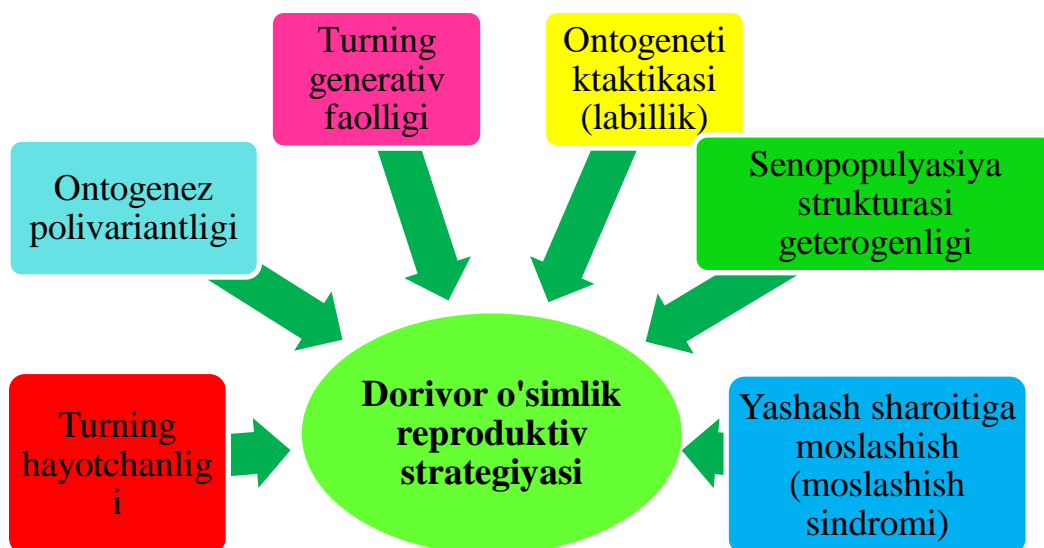 Turning
generativ
faolligi
Ontogeneti
ktaktikasi
(labillik)
Ontogenez
polivariantligi
Senopopulyasiya
strukturasi
geterogenligi
Turning
hayotchanlig
i
Dorivor o'simlik
reproduktiv
strategiyasi
Yashash sharoitiga
moslashish
(moslashish
sindromi)